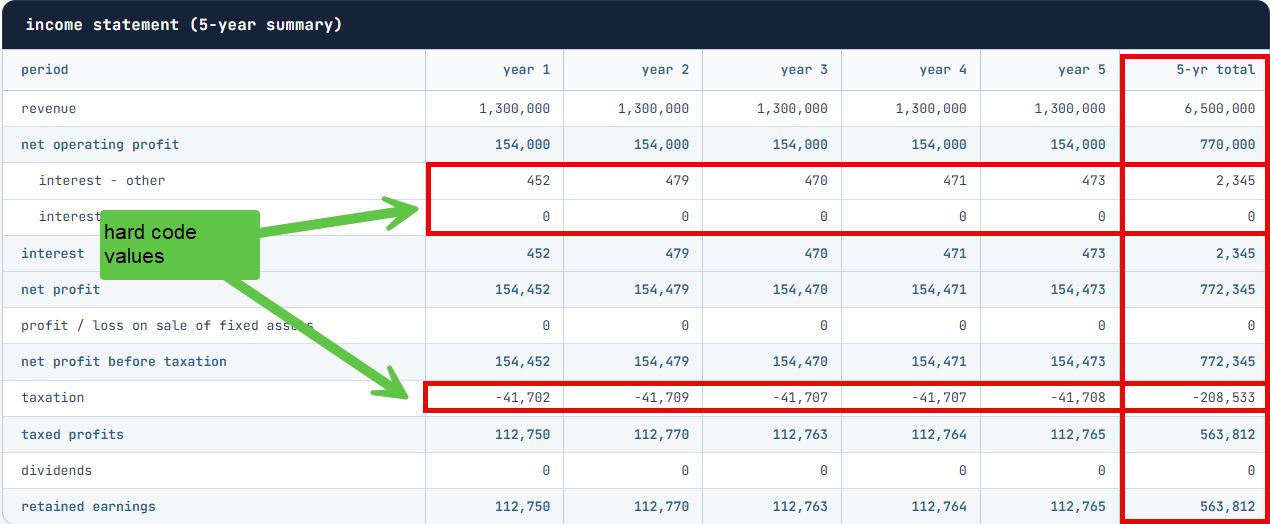 income statement (5-year summary)
period year 1 year 2 year 3 year 4 year 5 5-yr total
revenue 1,300,000 1,300,000 1,300,000 1,300,000 1,300,000 6,500,000
net operating profit 154,000 154,000 154,000 154,000 154,000 770,000
interest - other 452 479 470 471 473 2,345
interest 0 0 0 0 0 0
hard code
values
interest 452 479 470 471 473 2,345
net profit 154,452 154,479 154,470 154,471 154,473 772,345
profit / loss on sale of fixed assets 0 0 0 0 0 0
net profit before taxation 154,452 154,479 154,470 154,471 154,473 772,345
taxation -41,702 -41,709 -41,707 -41,707 -41,708 -208,533
taxed profits 112,750 112,770 112,763 112,764 112,765 563,812
dividends 0 0 0 0 0 0
retained earnings 112,750 112,770 112,763 112,764 112,765 563,812